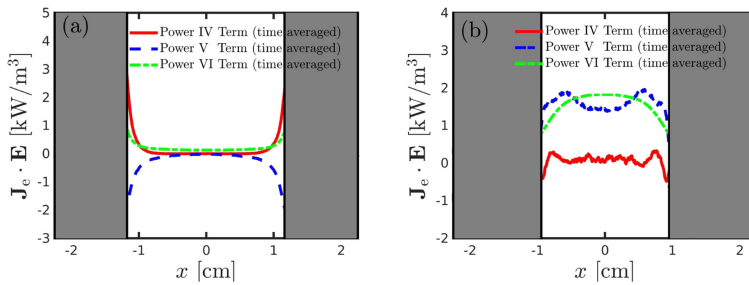 (a)
Power IV Term (time averaged)
Power V Term (time averaged)
Power VI Term (time averaged)
J_e · E [kW/m³]
5
4
3
2
1
0
-1
-2
-3
-2
-1
0
1
2
x [cm]
(b)
Power IV Term (time averaged)
Power V Term (time averaged)
Power VI Term (time averaged)
J_e · E [kW/m³]
4
3
2
1
0
-1
-2
-2
-1
0
1
2
x [cm]